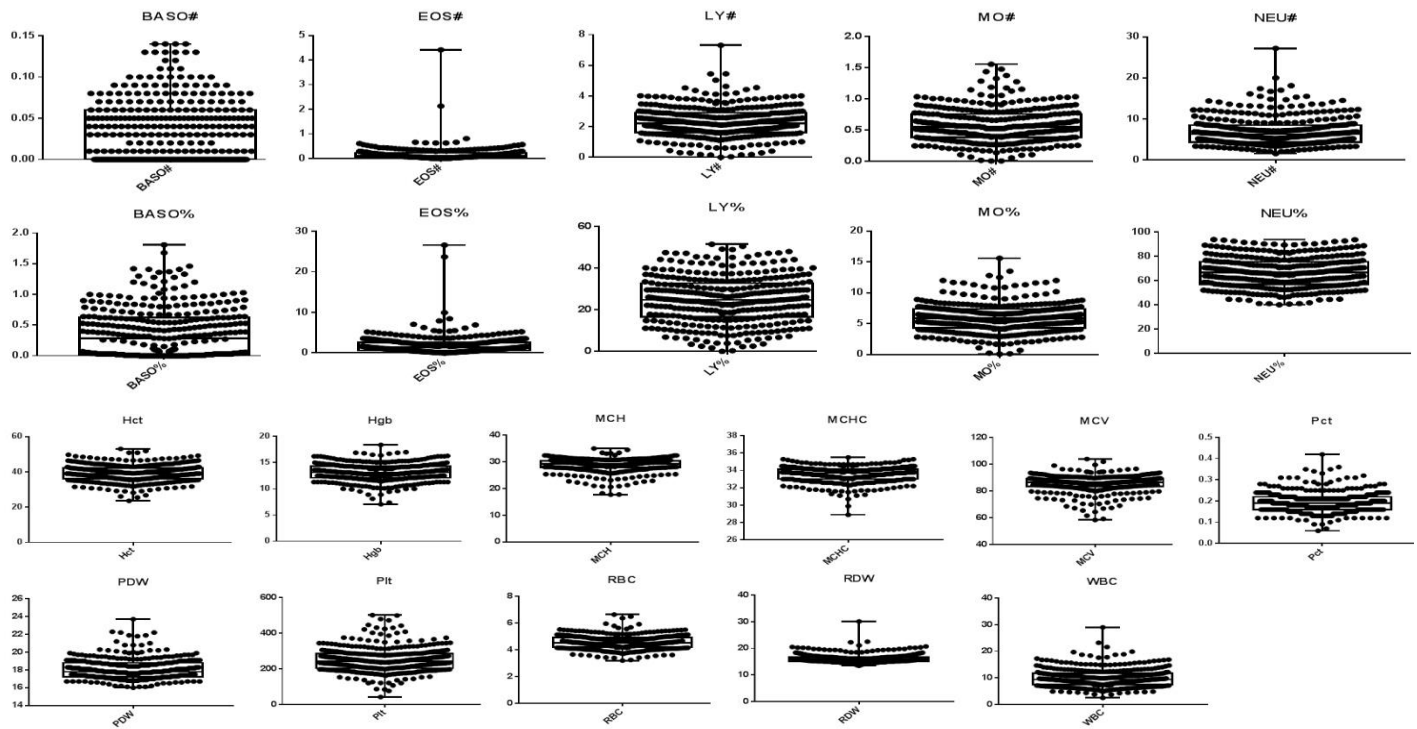 BASO#
0.15
0.10
0.05
0.00
BASO#
EOS#
5
4
3
2
1
0
EOS#
LY#
8
6
4
2
0
LY#
MO#
2.0
1.5
1.0
0.5
0.0
MO#
NEU#
30
20
10
0
NEU#
BASO%
2.0
1.5
1.0
0.5
0.0
BASO%
EOS%
30
20
10
0
EOS%
LY%
60
40
20
0
LY%
MO%
20
15
10
5
0
MO%
NEU%
100
80
60
40
20
0
NEU%
Hct
60
40
20
0
Hct
Hgb
20
15
10
5
0
Hgb
MCH
40
30
20
10
0
MCH
MCHC
38
36
34
32
30
28
26
MCHC
MCV
120
100
80
60
40
MCV
Pct
0.5
0.4
0.3
0.2
0.1
0.0
Pct
PDW
26
24
22
20
18
16
14
PDW
Plt
600
400
200
0
Plt
RBC
8
6
4
2
0
RBC
RDW
40
30
20
10
0
RDW
WBC
40
30
20
10
0
WBC